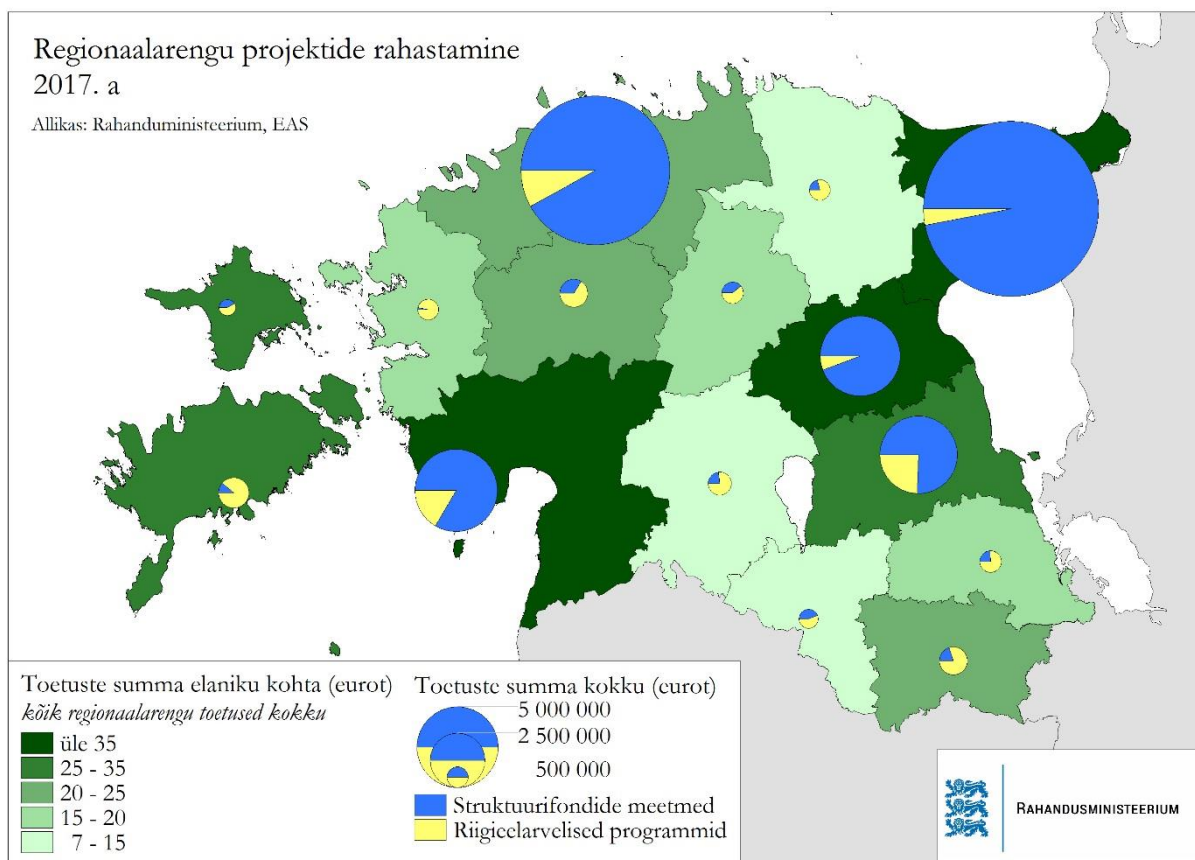 Regionaalarengu projektide rahastamine
2017. a
Allikas: Rahanduministeerium, EAS
Toetuste summa elaniku kohta (eurot)
kõik regionaalarengu toetused kokku
üle 35
25 - 35
20 - 25
15 - 20
7 - 15
Toetuste summa kokku (eurot)
5 000 000
2 500 000
500 000
Struktuurifondide meetmed
Riigieelarvelised programmid
RAHANDUSMINISTEERIUM